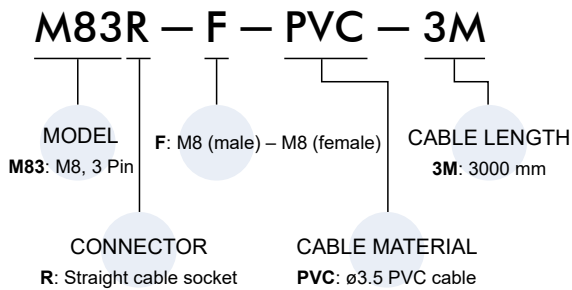 M83R – F – PVC – 3M
MODEL
M83: M8, 3 Pin
F: M8 (male) – M8 (female)
CABLE LENGTH
3M: 3000 mm
CONNECTOR
R: Straight cable socket
CABLE MATERIAL
PVC: ø3.5 PVC cable